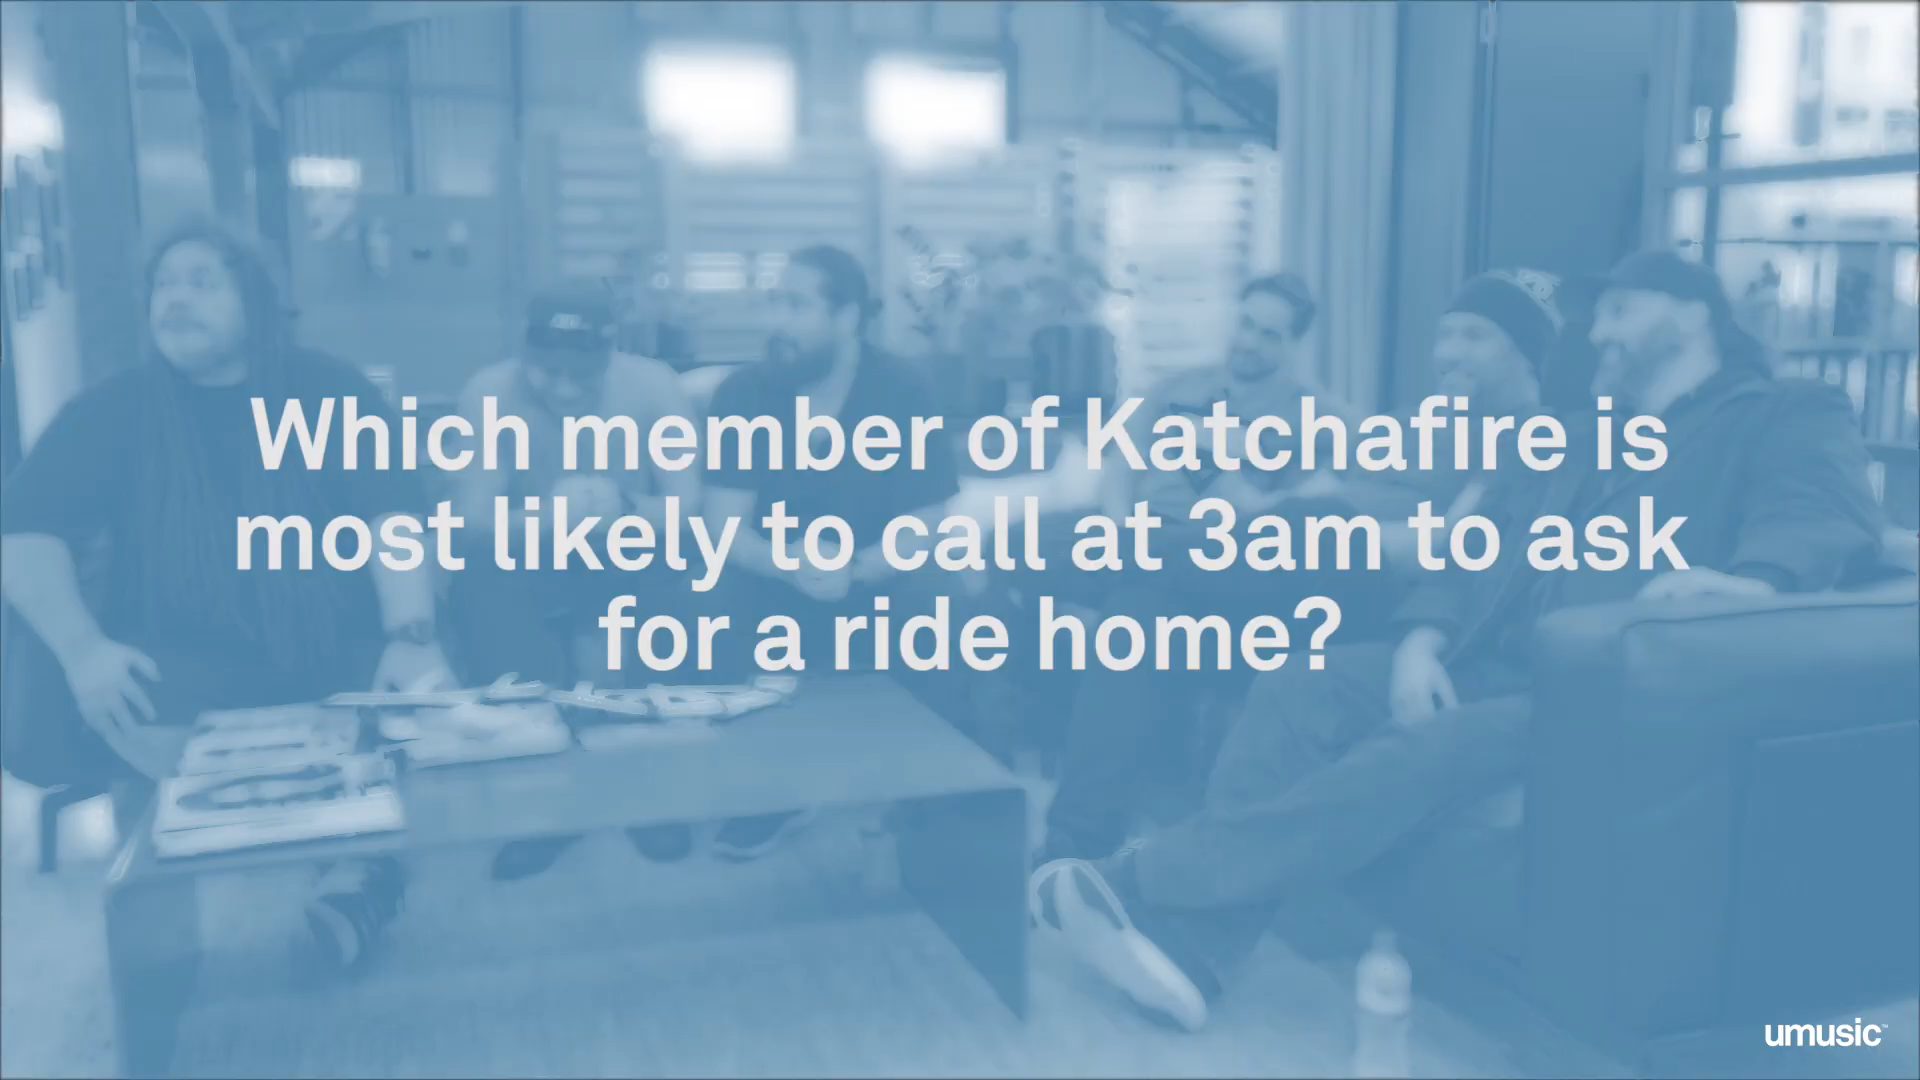 Which member of Katchafire is
most likely to call at 3am to ask
for a ride home?
umusic